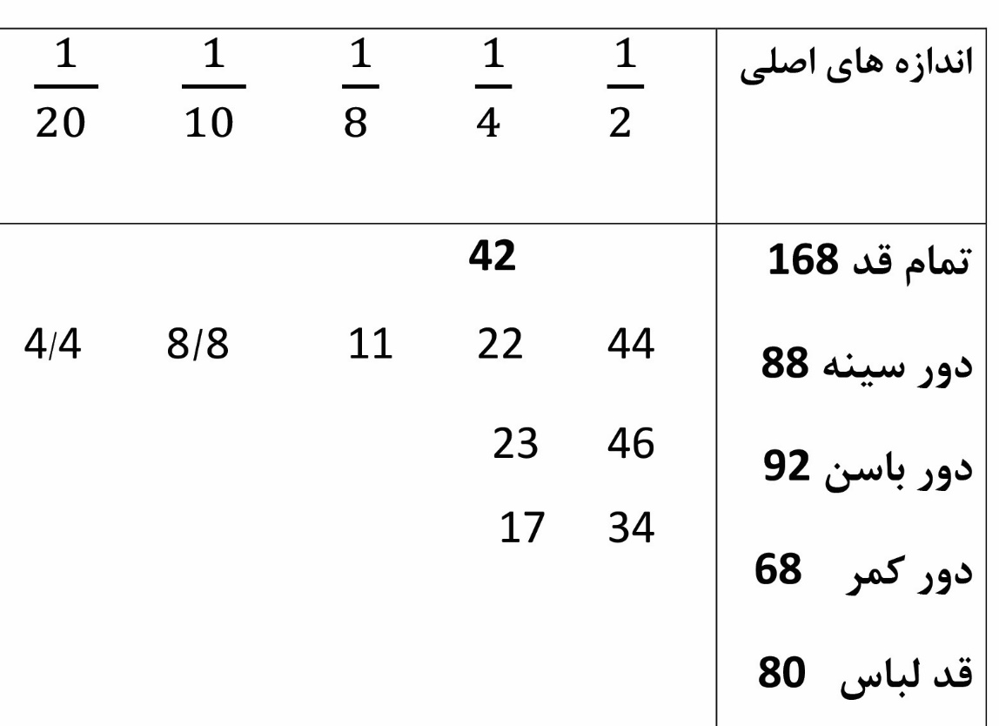 اندازه های اصلی 1/2 1/4 1/8 1/10 1/20
تمام قد 168 42
دور سینه 88 44 22 11 8/8 4/4
دور باسن 92 46 23
دور کمر 68 34 17
قد لباس 80